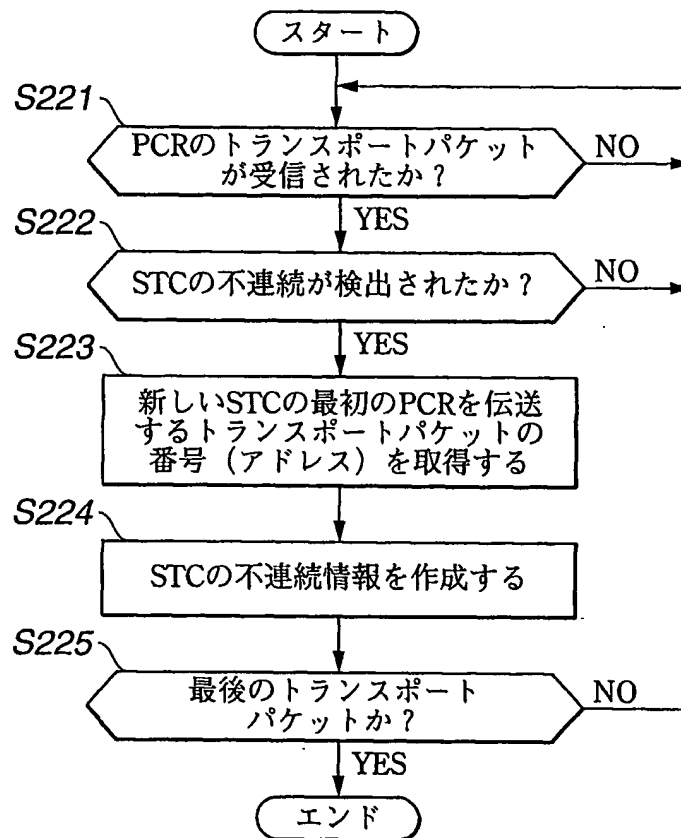 スタート
S221
PCRのトランスポートパケット
が受信されたか？
NO
YES
S222
STCの不連続が検出されたか？
NO
YES
S223
新しいSTCの最初のPCRを伝送
するトランスポートパケットの
番号（アドレス）を取得する
S224
STCの不連続情報を作成する
S225
最後のトランスポート
パケットか？
NO
YES
エンド